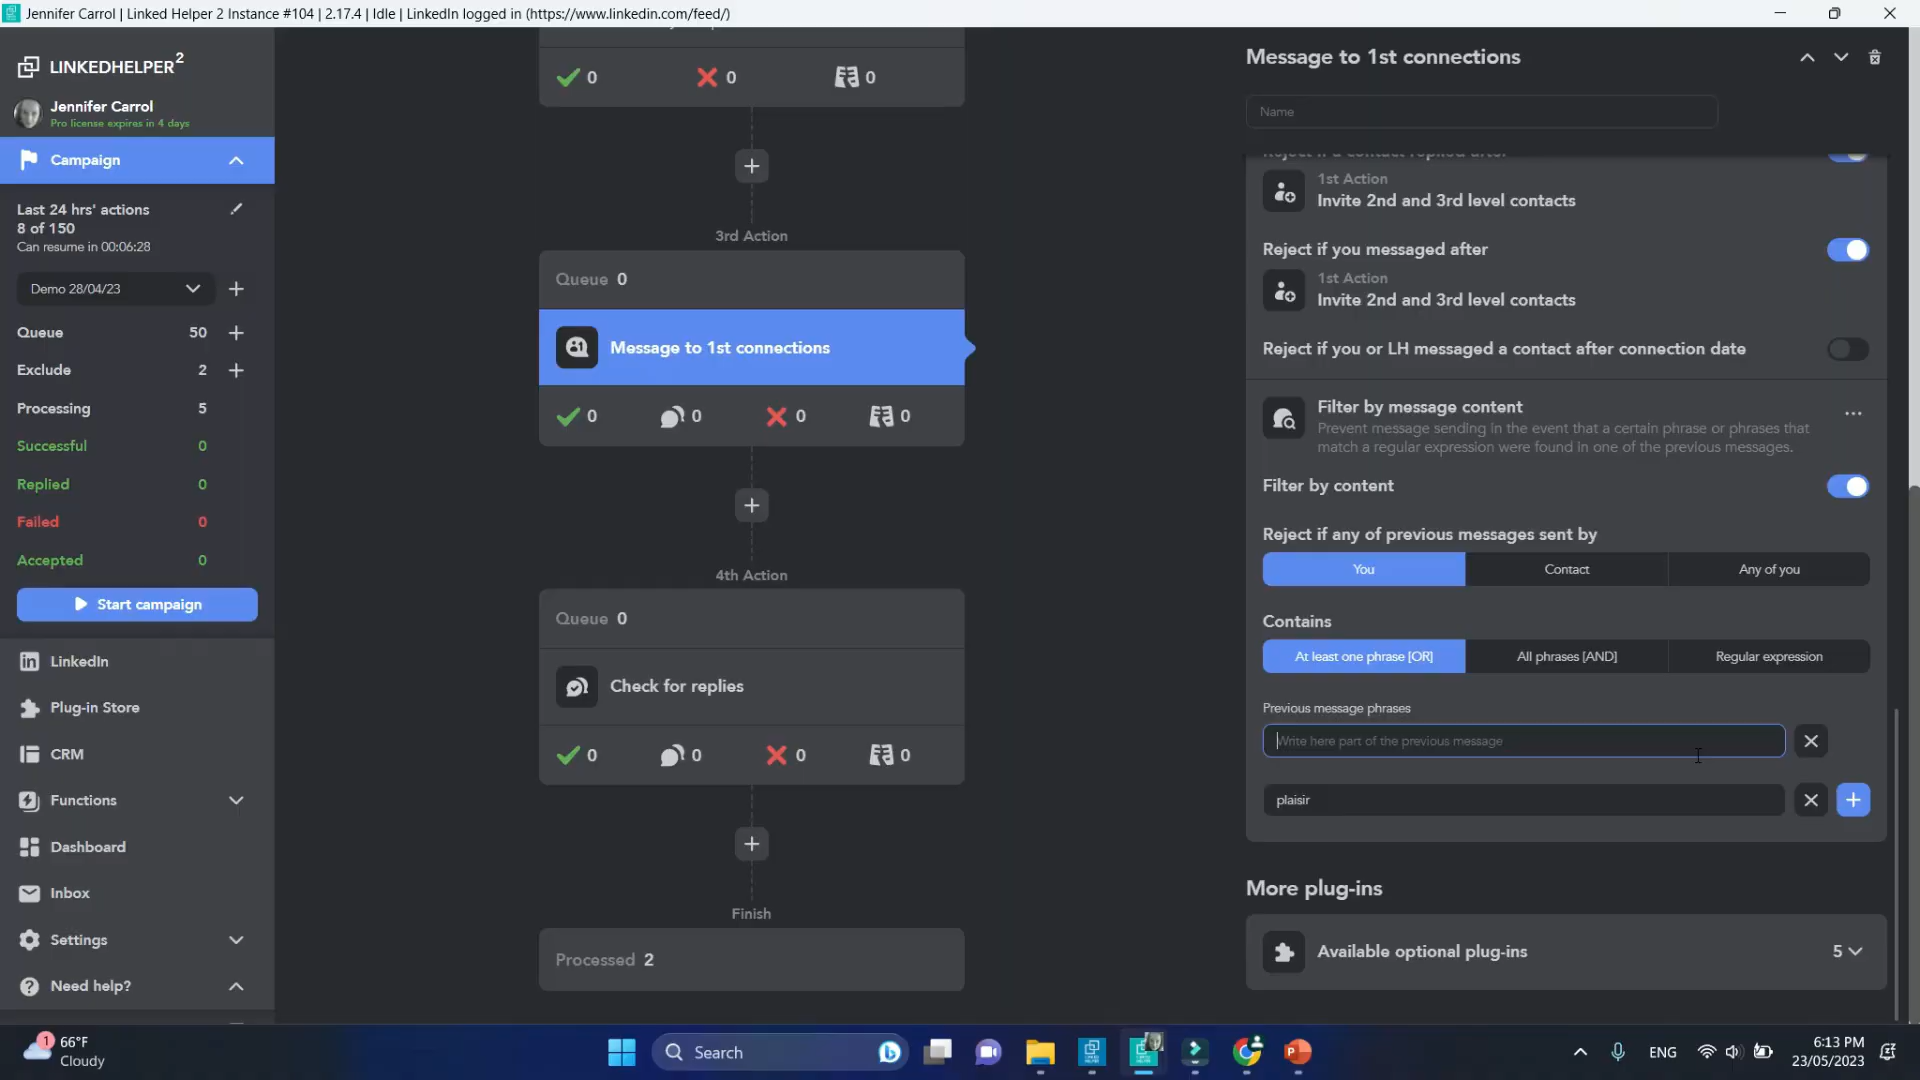 Jennifer Carrol | Linked Helper 2 Instance #104 | 2.17.4 | Idle | LinkedIn logged in (https://www.linkedin.com/feed/)
LINKEDHELPER2
Jennifer Carrol
Pro license expires in 4 days
Campaign
Last 24 hrs' actions
8 of 150
Can resume in 00:06:28
Demo 28/04/23
Queue 50
Exclude 2
Processing 5
Successful 0
Replied 0
Failed 0
Accepted 0
Start campaign
LinkedIn
Plug-in Store
CRM
Functions
Dashboard
Inbox
Settings
Need help?
0 0 0
3rd Action
Queue 0
Message to 1st connections
0 0 0 0
4th Action
Queue 0
Check for replies
0 0 0 0
Finish
Processed 2
Message to 1st connections
Name
Reject if a contact replied after
1st Action
Invite 2nd and 3rd level contacts
Reject if you messaged after
1st Action
Invite 2nd and 3rd level contacts
Reject if you or LH messaged a contact after connection date
Filter by message content
Prevent message sending in the event that a certain phrase or phrases that
match a regular expression were found in one of the previous messages.
Filter by content
Reject if any of previous messages sent by
You Contact Any of you
Contains
At least one phrase [OR] All phrases [AND] Regular expression
Previous message phrases
Write here part of the previous message
plaisir
More plug-ins
Available optional plug-ins 5
1
66°F
Cloudy
Search
ENG
6:13 PM
23/05/2023